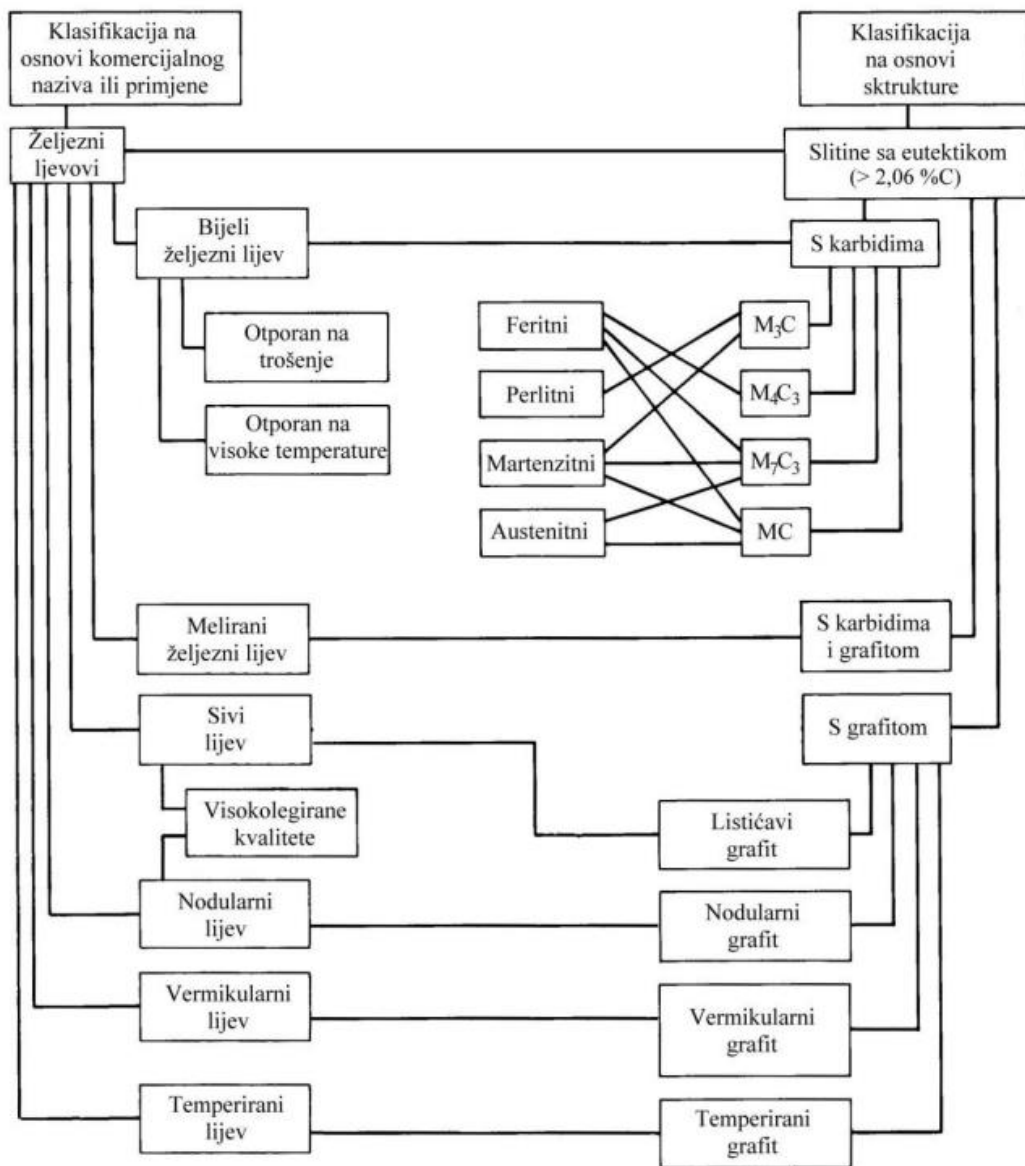 Klasifikacija na
osnovi komercijalnog
naziva ili primjene
Klasifikacija
na osnovi
sktrukture
Željezni
ljevovi
Slitine sa eutektikom
(> 2,06 %C)
Bijeli
željezni lijev
S karbidima
Otporan na
trošenje
Otporan na
visoke temperature
Feritni
M₃C
Perlitni
M₄C₃
Martenzitni
M₇C₃
Austenitni
MC
Melirani
željezni lijev
S karbidima
i grafitom
Sivi
lijev
S grafitom
Visokolegirane
kvalitete
Listićavi
grafit
Nodularni
lijev
Nodularni
grafit
Vermikularni
lijev
Vermikularni
grafit
Temperirani
lijev
Temperirani
grafit